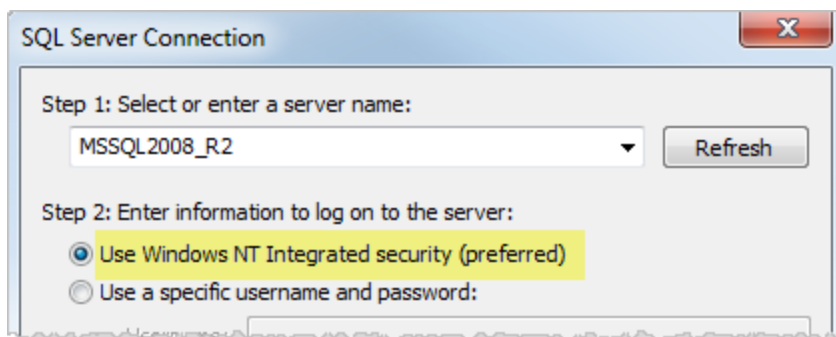 SQL Server Connection
Step 1: Select or enter a server name:
MSSQL2008_R2 Refresh
Step 2: Enter information to log on to the server:
Use Windows NT Integrated security (preferred)
Use a specific username and password: